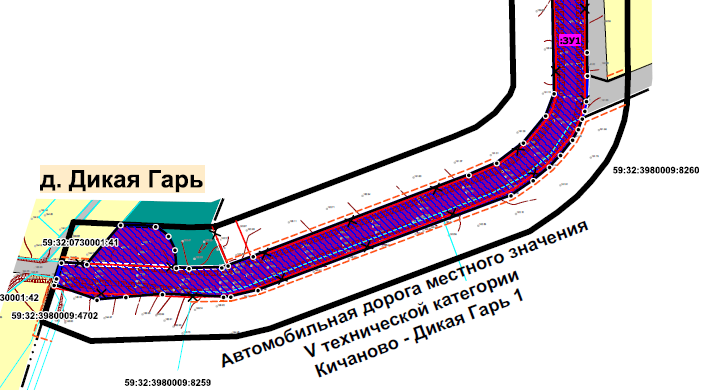 :ЗУ1
59:32:3980009:8260
д. Дикая Гарь
59:32:0730001:41
30001:42
59:32:3980009:4702
Автомобильная дорога местного значения
V технической категории
Кичаново - Дикая Гарь 1
59:32:3980009:8259